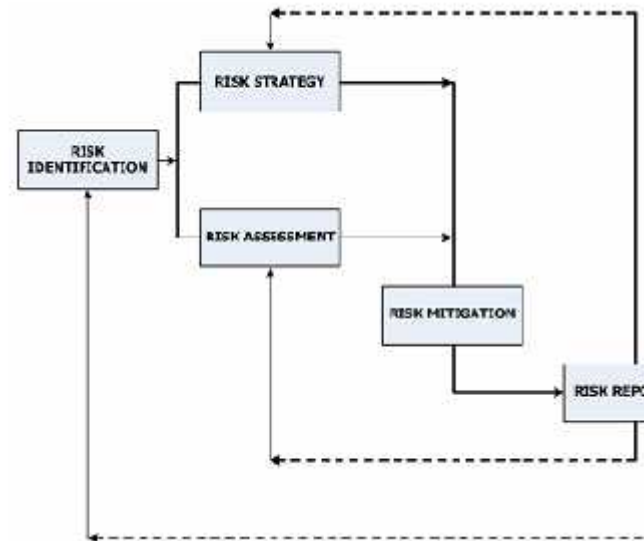 RISK STRATEGY
RISK
IDENTIFICATION
RISK ASSESSMENT
RISK MITIGATION
RISK REPO